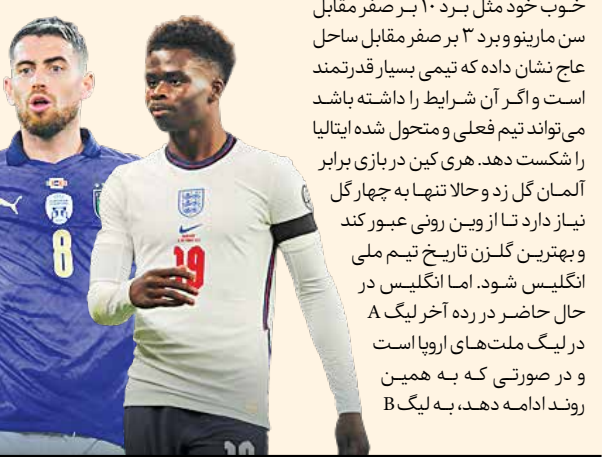 خوب خود مثل برد ۱۰ بر صفر مقابل
سن مارینو و برد ۳ بر صفر مقابل ساحل
عاج نشان داده که تیمی بسیار قدرتمند
است و اگر آن شرایط را داشته باشد
می‌تواند تیم فعلی و متحول شده ایتالیا
را شکست دهد. هری کین در بازی برابر
آلمان گل زد و حالا تنها به چهار گل
نیاز دارد تا از وین رونی عبور کند
و بهترین گلزن تاریخ تیم ملی
انگلیس شود. اما انگلیس در
حال حاضر در رده آخر لیگ A
در لیگ ملت‌های اروپا است
و در صورتی که به همین
روند ادامه دهد، به لیگ B
8
19
19